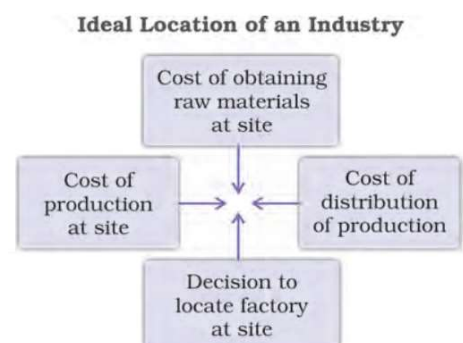 Ideal Location of an Industry
Cost of obtaining
raw materials
at site
Cost of
production
at site
Cost of
distribution
of production
Decision to
locate factory
at site